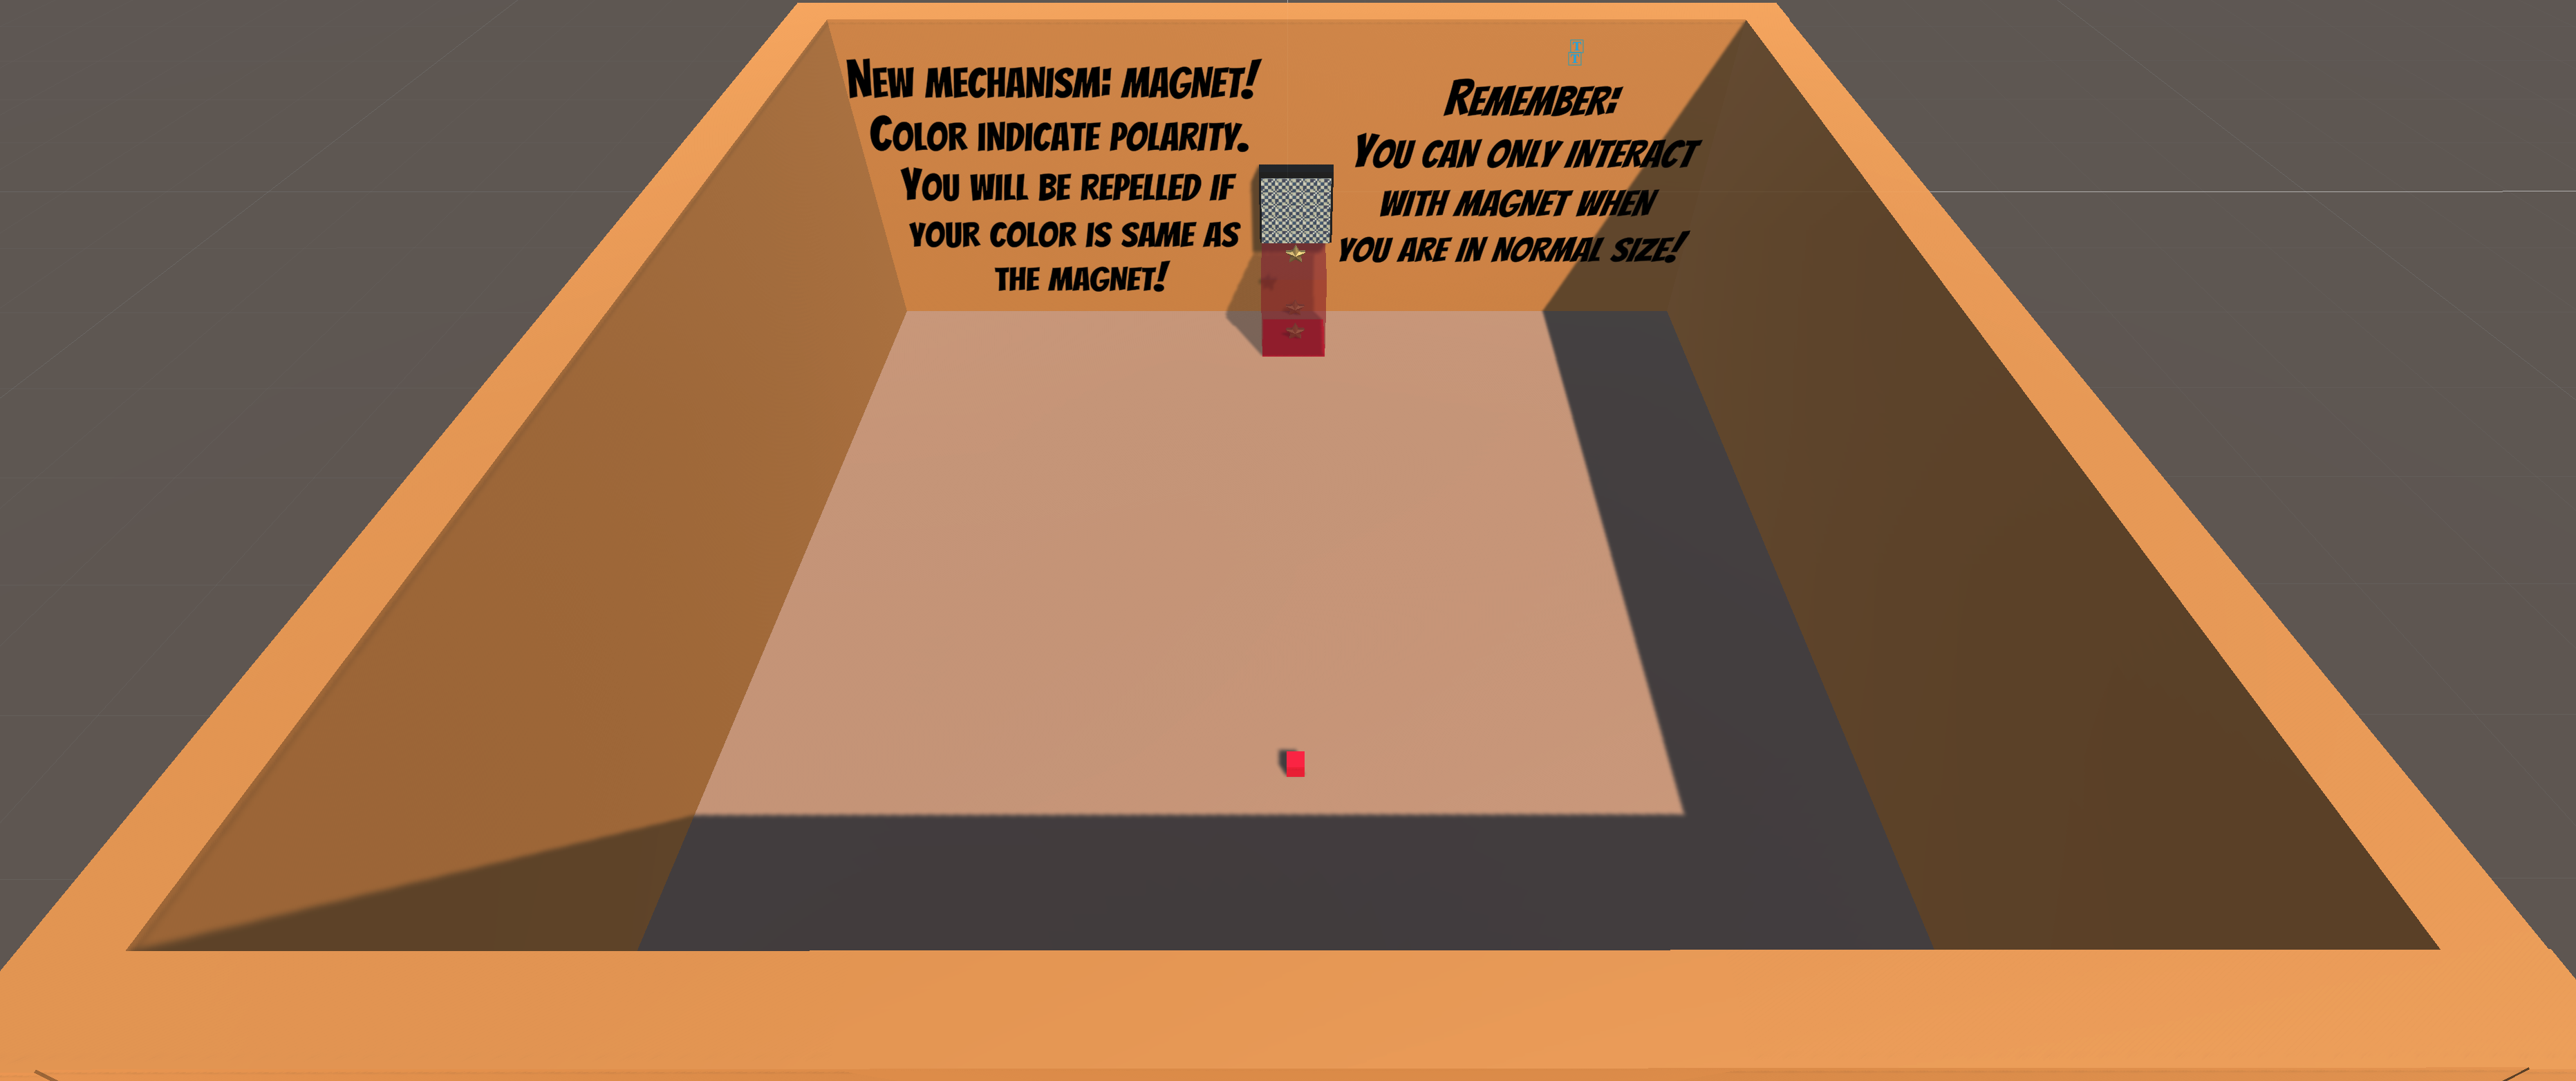 New mechanism: magnet!
Color indicate polarity.
You will be repelled if
your color is same as
the magnet!
Remember:
You can only interact
with magnet when
you are in normal size!